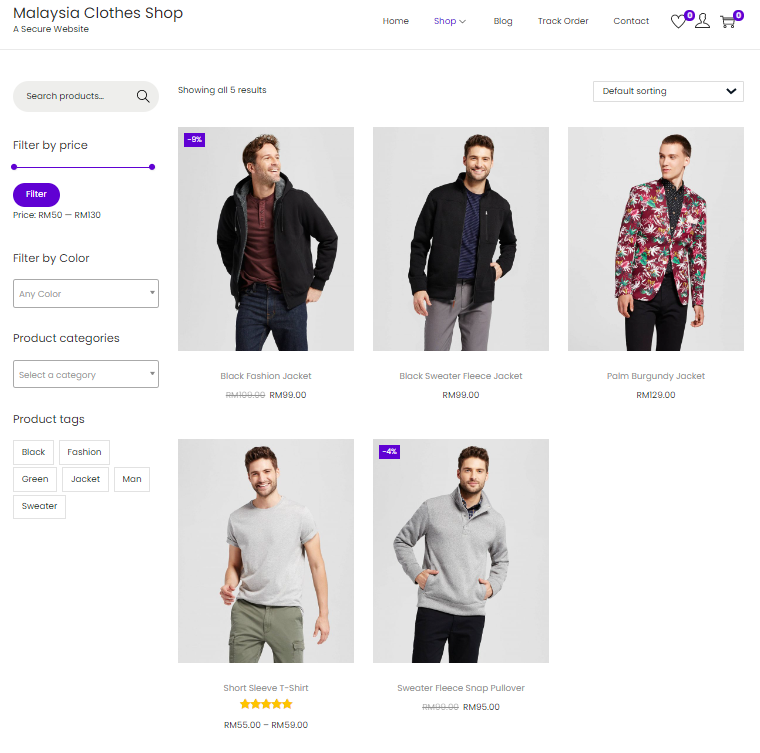 Malaysia Clothes Shop
A Secure Website
Home Shop Blog Track Order Contact 0 0
Search products…
Showing all 5 results
Default sorting
Filter by price
Filter
Price: RM50 — RM130
Filter by Color
Any Color
Product categories
Select a category
Product tags
Black Fashion
Green Jacket Man
Sweater
-9%
Black Fashion Jacket
RM109.00 RM99.00
Black Sweater Fleece Jacket
RM99.00
Palm Burgundy Jacket
RM129.00
Short Sleeve T-Shirt
RM55.00 – RM59.00
-4%
Sweater Fleece Snap Pullover
RM99.00 RM95.00